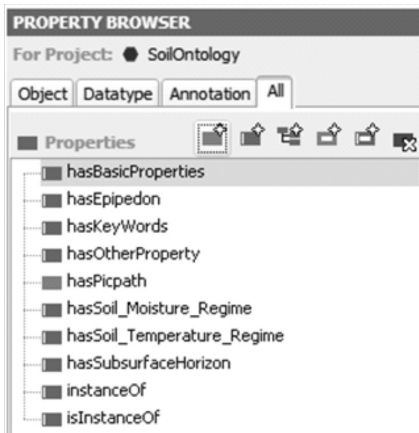 PROPERTY BROWSER
For Project: SoilOntology
Object Datatype Annotation All
Properties
hasBasicProperties
hasEpipedon
hasKeyWords
hasOtherProperty
hasPicpath
hasSoil_Moisture_Regime
hasSoil_Temperature_Regime
hasSubsurfaceHorizon
instanceOf
isInstanceOf